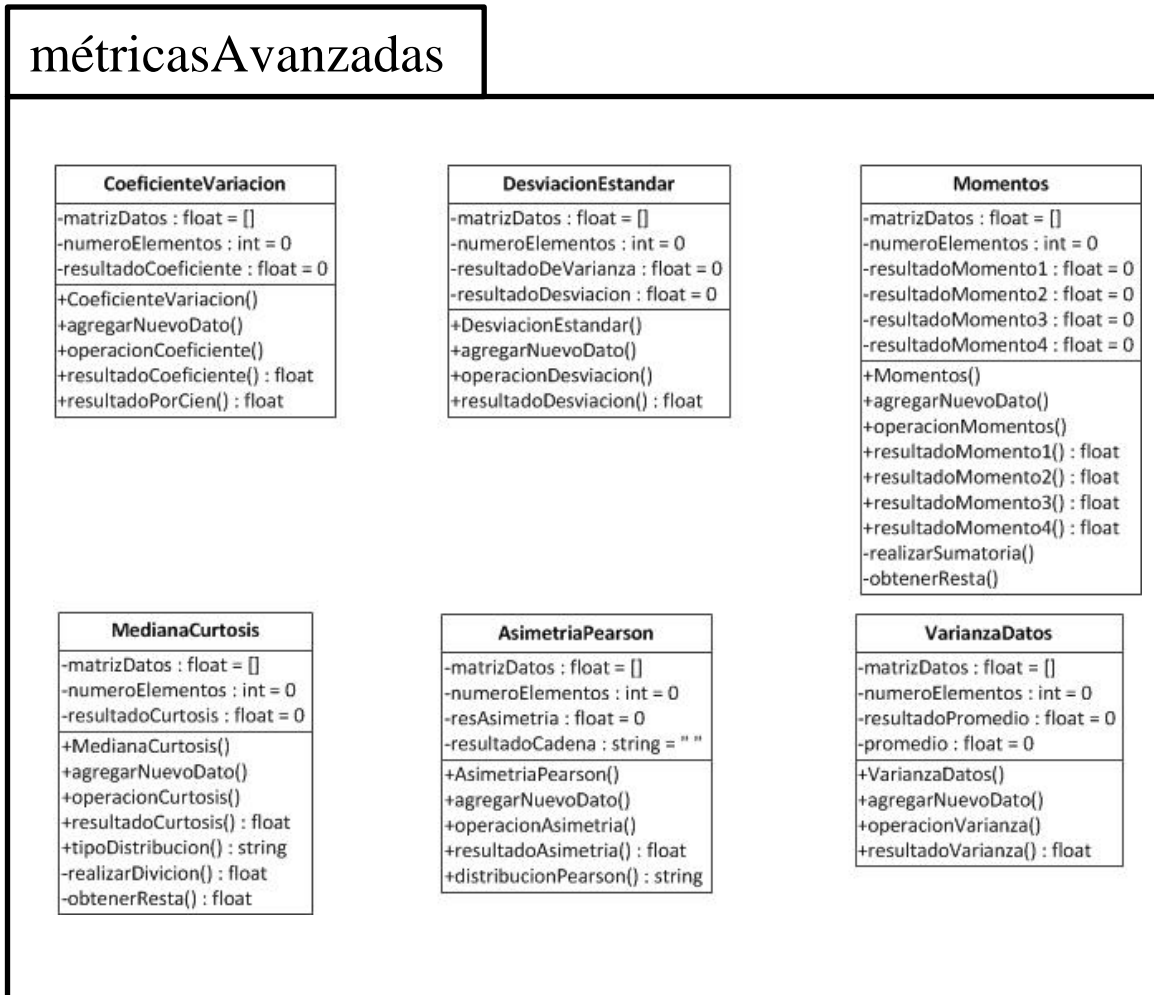 métricasAvanzadas
CoeficienteVariacion
-matrizDatos : float = []
-numeroElementos : int = 0
-resultadoCoeficiente : float = 0
+CoeficienteVariacion()
+agregarNuevoDato()
+operacionCoeficiente()
+resultadoCoeficiente() : float
+resultadoPorCien() : float
DesviacionEstandar
-matrizDatos : float = []
-numeroElementos : int = 0
-resultadoDeVarianza : float = 0
-resultadoDesviacion : float = 0
+DesviacionEstandar()
+agregarNuevoDato()
+operacionDesviacion()
+resultadoDesviacion() : float
Momentos
-matrizDatos : float = []
-numeroElementos : int = 0
-resultadoMomento1 : float = 0
-resultadoMomento2 : float = 0
-resultadoMomento3 : float = 0
-resultadoMomento4 : float = 0
+Momentos()
+agregarNuevoDato()
+operacionMomentos()
+resultadoMomento1() : float
+resultadoMomento2() : float
+resultadoMomento3() : float
+resultadoMomento4() : float
-realizarSumatoria()
-obtenerResta()
MedianaCurtosis
-matrizDatos : float = []
-numeroElementos : int = 0
-resultadoCurtosis : float = 0
+MedianaCurtosis()
+agregarNuevoDato()
+operacionCurtosis()
+resultadoCurtosis() : float
+tipoDistribucion() : string
-realizarDivicion() : float
-obtenerResta() : float
AsimetriaPearson
-matrizDatos : float = []
-numeroElementos : int = 0
-resAsimetria : float = 0
-resultadoCadena : string = " "
+AsimetriaPearson()
+agregarNuevoDato()
+operacionAsimetria()
+resultadoAsimetria() : float
+distribucionPearson() : string
VarianzaDatos
-matrizDatos : float = []
-numeroElementos : int = 0
-resultadoPromedio : float = 0
-promedio : float = 0
+VarianzaDatos()
+agregarNuevoDato()
+operacionVarianza()
+resultadoVarianza() : float